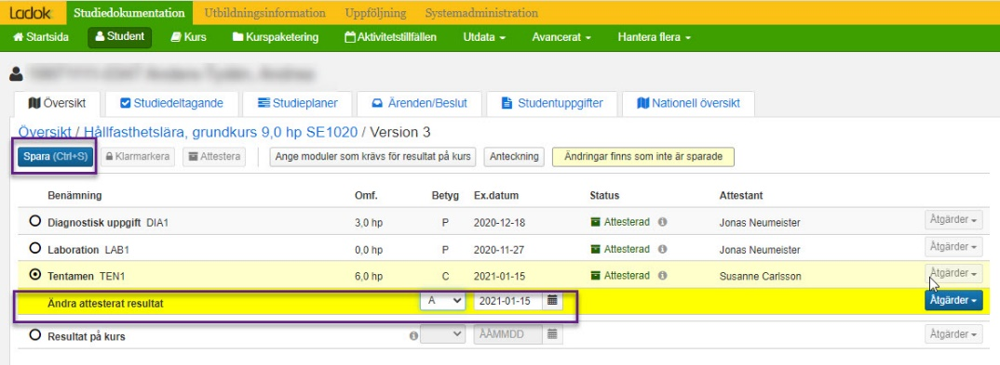 Ladok Studiedokumentation Utbildningsinformation Uppföljning Systemadministration
Startsida Student Kurs Kurspaketering Aktivitetstillfällen Utdata Avancerat Hantera flera
Översikt Studiedeltagande Studieplaner Ärenden/Beslut Studentuppgifter Nationell översikt
Översikt / Hållfasthetslära, grundkurs 9,0 hp SE1020 / Version 3
Spara (Ctrl+S) Klarmarkera Attestera Ange moduler som krävs för resultat på kurs Anteckning Ändringar finns som inte är sparade
Benämning Omf. Betyg Ex.datum Status Attestant
Diagnostisk uppgift DIA1 3,0 hp P 2020-12-18 Attesterad Jonas Neumeister Åtgärder
Laboration LAB1 0,0 hp P 2020-11-27 Attesterad Jonas Neumeister Åtgärder
Tentamen TEN1 6,0 hp C 2021-01-15 Attesterad Susanne Carlsson Åtgärder
Ändra attesterat resultat A 2021-01-15 Åtgärder
Resultat på kurs ÅÅMMDD Åtgärder